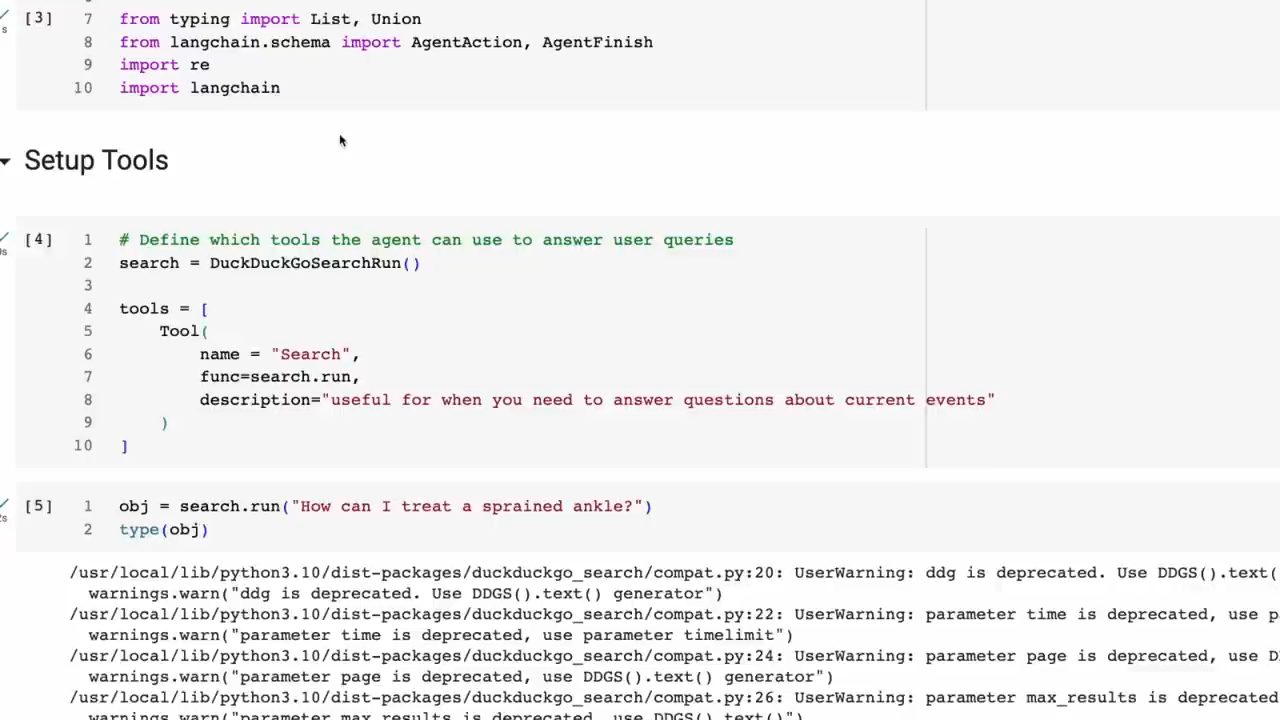 [3] 7 from typing import List, Union
8 from langchain.schema import AgentAction, AgentFinish
9 import re
10 import langchain
Setup Tools
[4] 1 # Define which tools the agent can use to answer user queries
2 search = DuckDuckGoSearchRun()
3
4 tools = [
5 Tool(
6 name = "Search",
7 func=search.run,
8 description="useful for when you need to answer questions about current events"
9 )
10 ]
[5] 1 obj = search.run("How can I treat a sprained ankle?")
2 type(obj)
/usr/local/lib/python3.10/dist-packages/duckduckgo_search/compat.py:20: UserWarning: ddg is deprecated. Use DDGS().text(
warnings.warn("ddg is deprecated. Use DDGS().text() generator")
/usr/local/lib/python3.10/dist-packages/duckduckgo_search/compat.py:22: UserWarning: parameter time is deprecated, use p
warnings.warn("parameter time is deprecated, use parameter timelimit")
/usr/local/lib/python3.10/dist-packages/duckduckgo_search/compat.py:24: UserWarning: parameter page is deprecated, use D
warnings.warn("parameter page is deprecated, use DDGS().text() generator")
/usr/local/lib/python3.10/dist-packages/duckduckgo_search/compat.py:26: UserWarning: parameter max_results is deprecated
warnings.warn("parameter max_results is deprecated, use DDGS().text()")